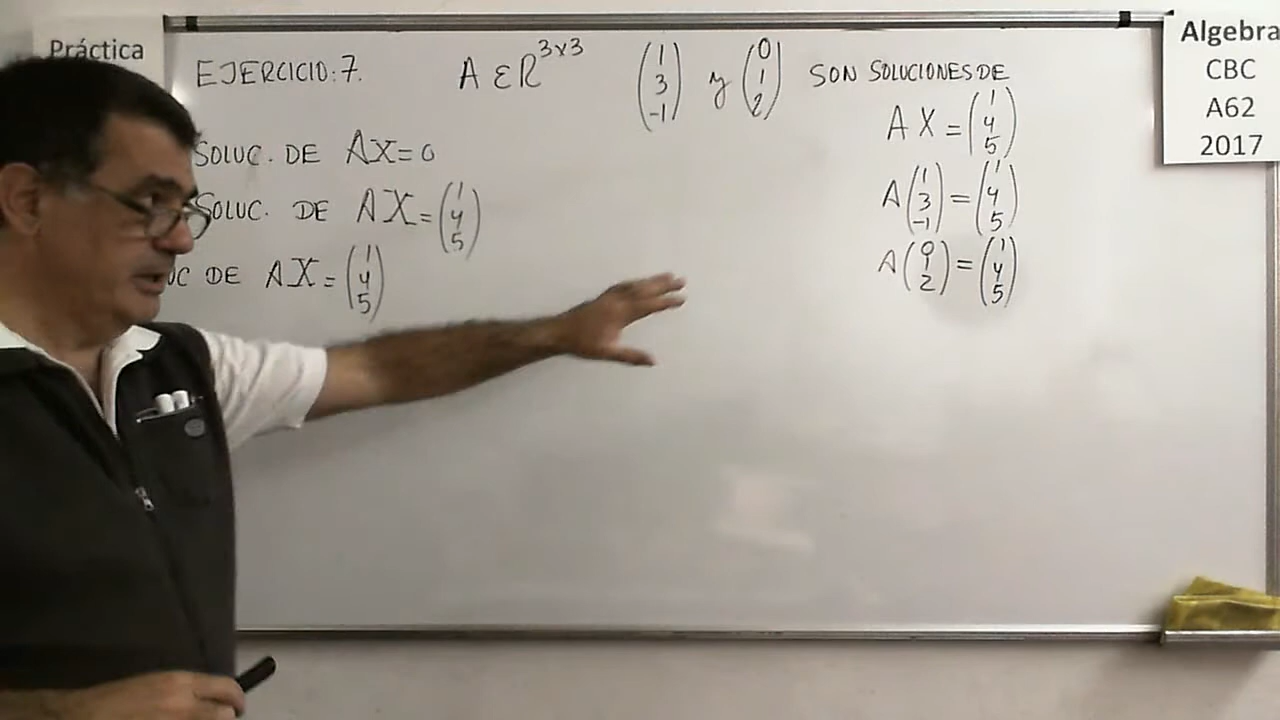 Práctica
EJERCICIO: 7. A ∈ R^{3×3} (1 3 -1) y (0 1 2) SON SOLUCIONES DE
A X = (1 4 5)
A (1 3 -1) = (1 4 5)
A (0 1 2) = (1 4 5)
SOLUC. DE AX=0
SOLUC. DE AX = (1 4 5)
DE AX = (1 4 5)
Algebra
CBC
A62
2017